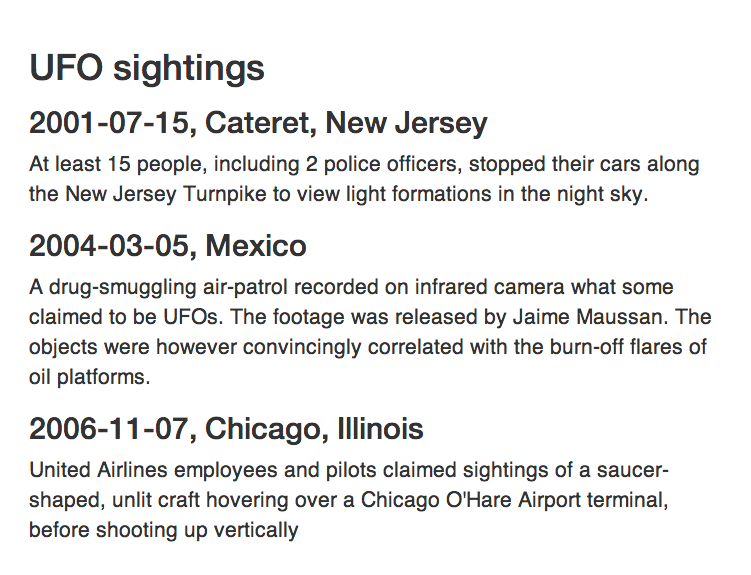 UFO sightings
2001-07-15, Cateret, New Jersey
At least 15 people, including 2 police officers, stopped their cars along
the New Jersey Turnpike to view light formations in the night sky.
2004-03-05, Mexico
A drug-smuggling air-patrol recorded on infrared camera what some
claimed to be UFOs. The footage was released by Jaime Maussan. The
objects were however convincingly correlated with the burn-off flares of
oil platforms.
2006-11-07, Chicago, Illinois
United Airlines employees and pilots claimed sightings of a saucer-
shaped, unlit craft hovering over a Chicago O'Hare Airport terminal,
before shooting up vertically